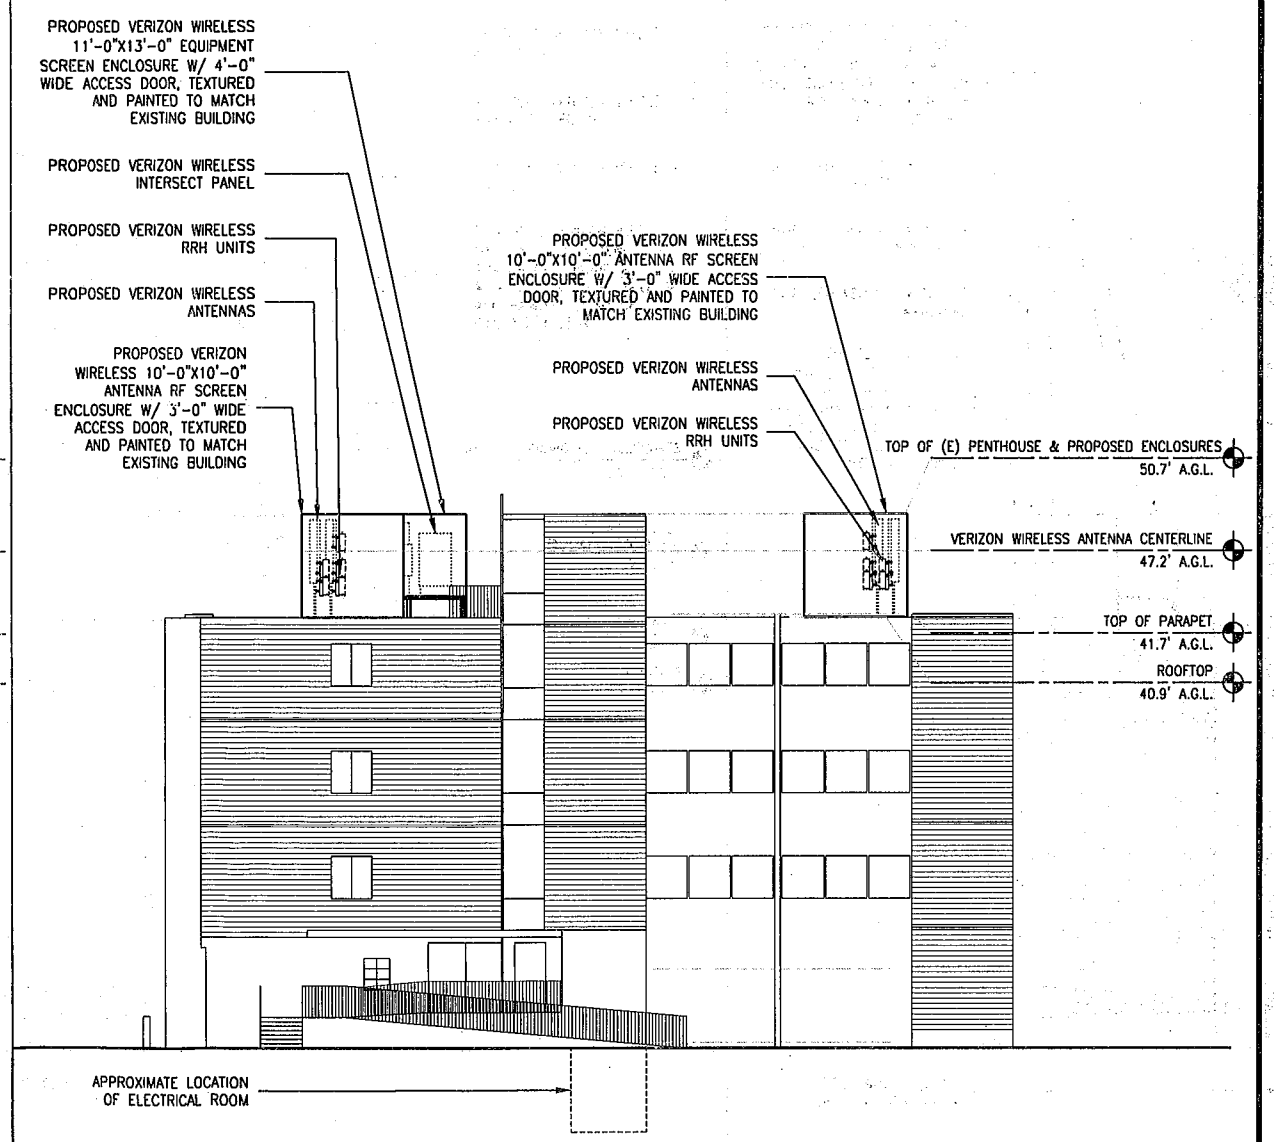 PROPOSED VERIZON WIRELESS
11'-0"X13'-0" EQUIPMENT
SCREEN ENCLOSURE W/ 4'-0"
WIDE ACCESS DOOR, TEXTURED
AND PAINTED TO MATCH
EXISTING BUILDING
PROPOSED VERIZON WIRELESS
INTERSECT PANEL
PROPOSED VERIZON WIRELESS
RRH UNITS
PROPOSED VERIZON WIRELESS
ANTENNAS
PROPOSED VERIZON
WIRELESS 10'-0"X10'-0"
ANTENNA RF SCREEN
ENCLOSURE W/ 3'-0" WIDE
ACCESS DOOR, TEXTURED
AND PAINTED TO MATCH
EXISTING BUILDING
PROPOSED VERIZON WIRELESS
10'-0"X10'-0" ANTENNA RF SCREEN
ENCLOSURE W/ 3'-0" WIDE ACCESS
DOOR, TEXTURED AND PAINTED TO
MATCH EXISTING BUILDING
PROPOSED VERIZON WIRELESS
ANTENNAS
PROPOSED VERIZON WIRELESS
RRH UNITS
TOP OF (E) PENTHOUSE & PROPOSED ENCLOSURES
50.7' A.G.L.
VERIZON WIRELESS ANTENNA CENTERLINE
47.2' A.G.L.
TOP OF PARAPET
41.7' A.G.L.
ROOFTOP
40.9' A.G.L.
APPROXIMATE LOCATION
OF ELECTRICAL ROOM